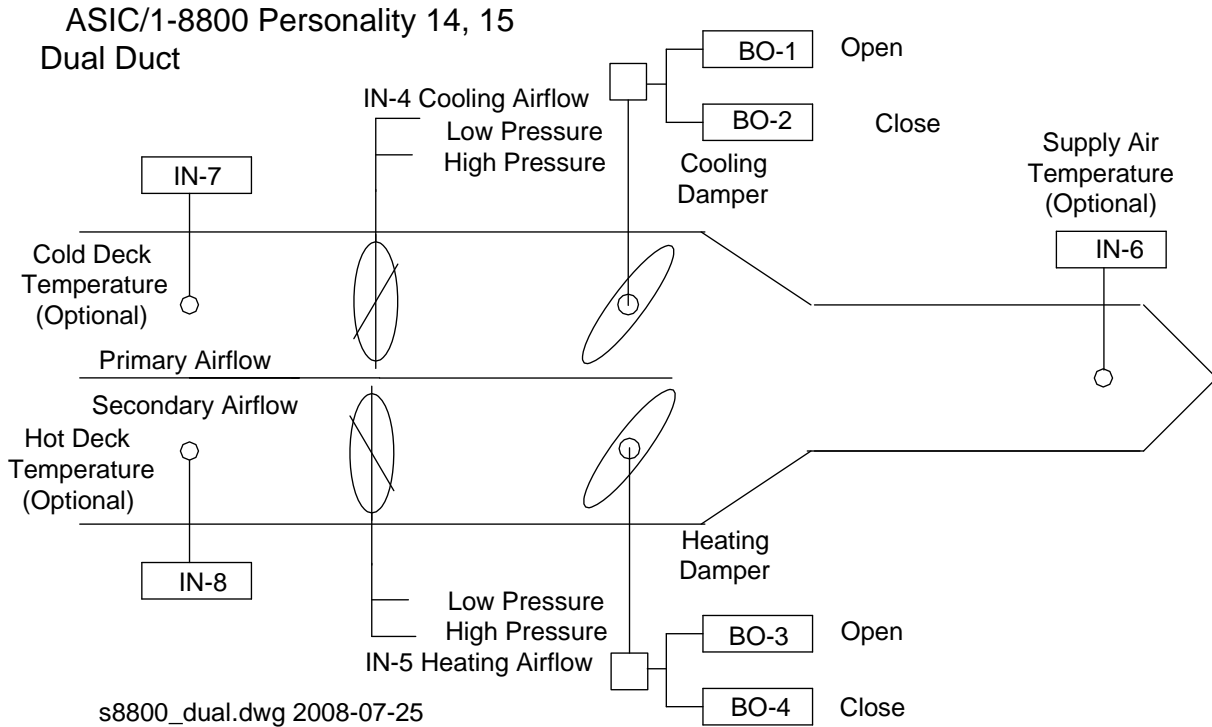 ASIC/1-8800 Personality 14, 15
Dual Duct
BO-1
Open
IN-4 Cooling Airflow
Low Pressure
High Pressure
BO-2
Close
Cooling
Damper
Supply Air
Temperature
(Optional)
IN-7
IN-6
Cold Deck
Temperature
(Optional)
Primary Airflow
Secondary Airflow
Hot Deck
Temperature
(Optional)
IN-8
Heating
Damper
Low Pressure
High Pressure
IN-5 Heating Airflow
BO-3
Open
BO-4
Close
s8800_dual.dwg 2008-07-25